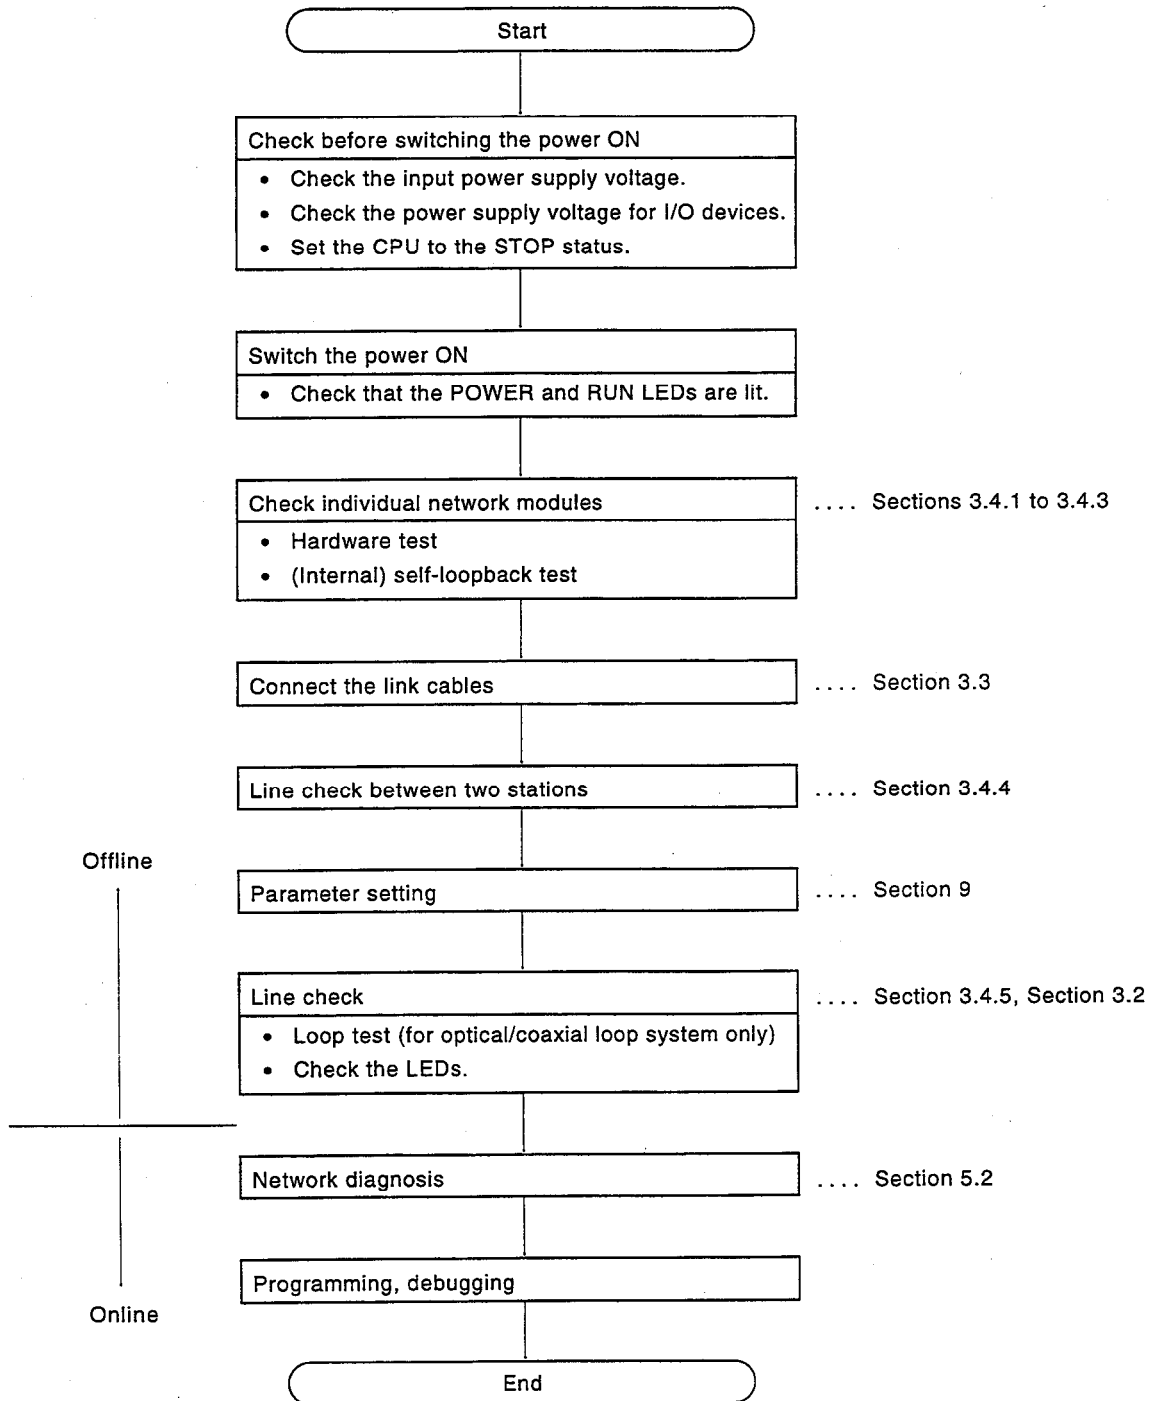 Start
Check before switching the power ON
• Check the input power supply voltage.
• Check the power supply voltage for I/O devices.
• Set the CPU to the STOP status.
Switch the power ON
• Check that the POWER and RUN LEDs are lit.
Check individual network modules .... Sections 3.4.1 to 3.4.3
• Hardware test
• (Internal) self-loopback test
Connect the link cables .... Section 3.3
Line check between two stations .... Section 3.4.4
Offline
Parameter setting .... Section 9
Line check .... Section 3.4.5, Section 3.2
• Loop test (for optical/coaxial loop system only)
• Check the LEDs.
Network diagnosis .... Section 5.2
Programming, debugging
Online
End